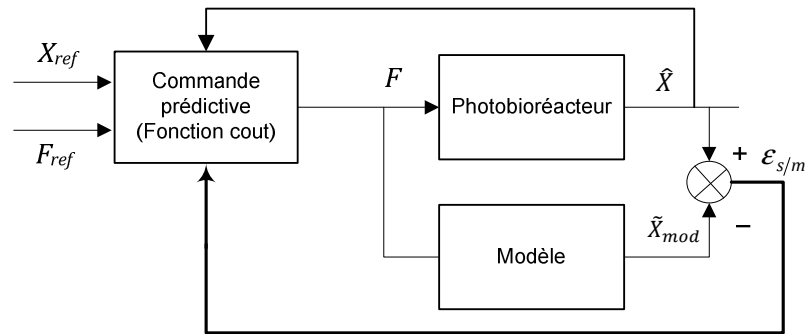 X_ref
F_ref
Commande
prédictive
(Fonction cout)
F
Photobioréacteur
X̂
+
ε_s/m
−
X̃_mod
Modèle